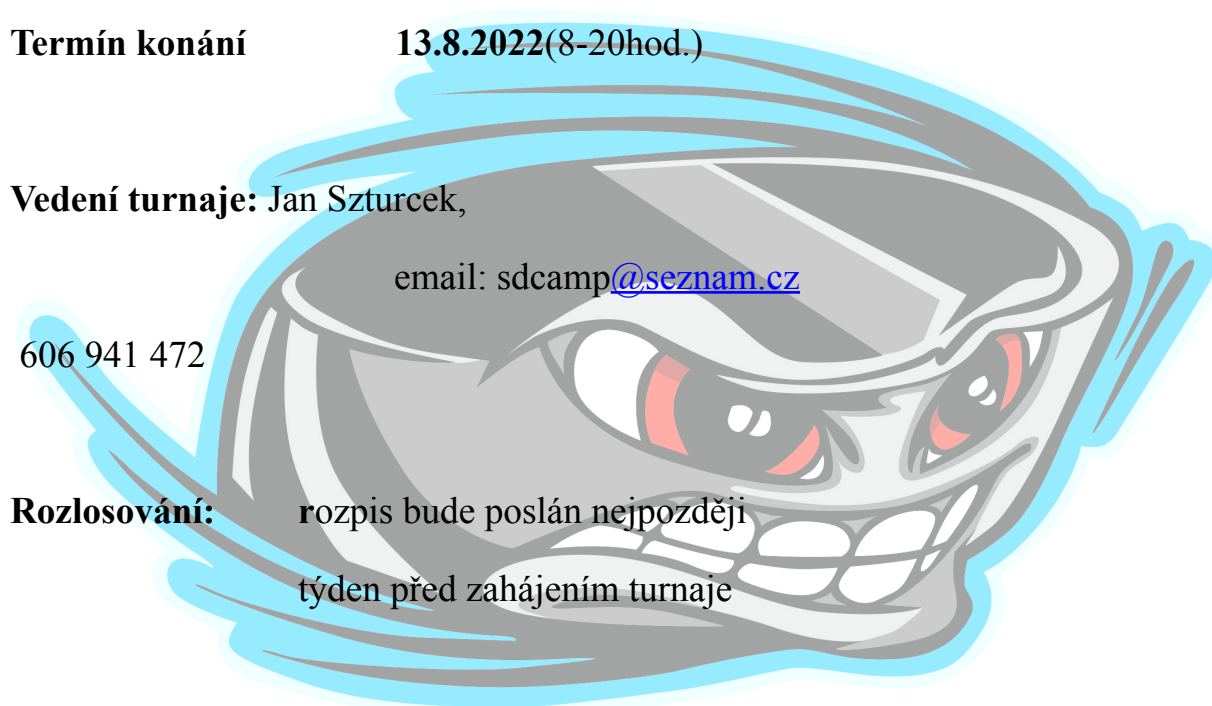 Termín konání 13.8.2022(8-20hod.)
Vedení turnaje: Jan Szturcek,
email: sdcamp@seznam.cz
606 941 472
Rozlosování: rozpis bude poslán nejpozději
týden před zahájením turnaje